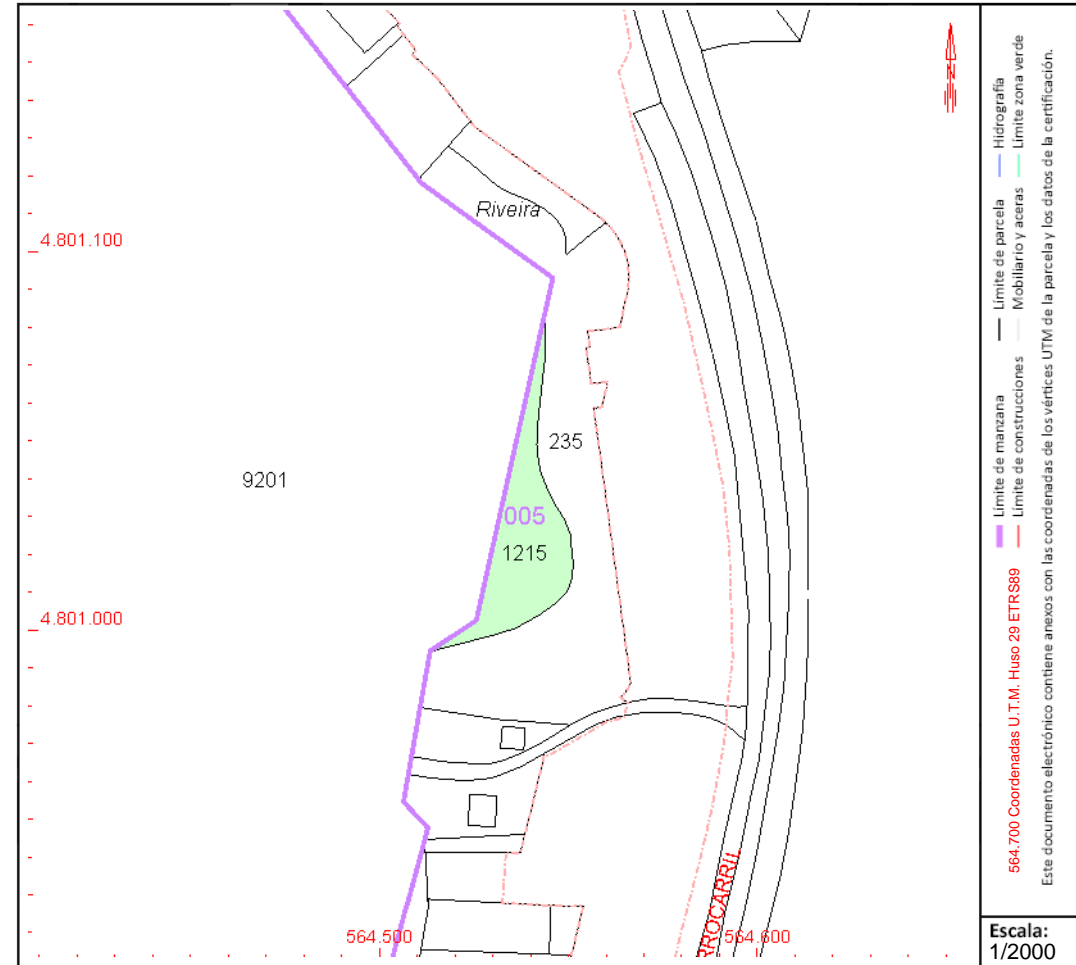 Riveira
4.801.100
235
9201
005
1215
4.801.000
564.500
564.600
ROCARRIL
N
Límite de manzana
Límite de parcela
Hidrografía
Límite de construcciones
Mobiliario y aceras
Límite zona verde
564.700 Coordenadas U.T.M. Huso 29 ETRS89
Este documento electrónico contiene anexos con las coordenadas de los vértices UTM de la parcela y los datos de la certificación.
Escala:
1/2000